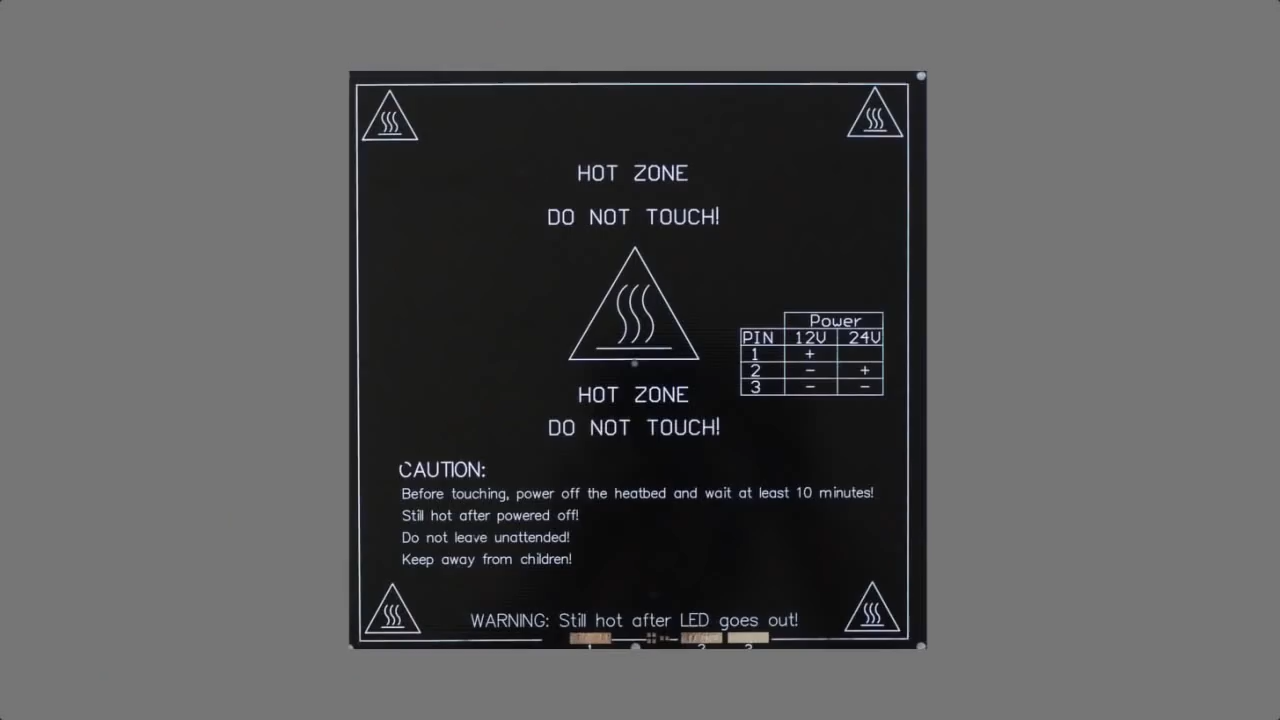 HOT ZONE
DO NOT TOUCH!
Power
PIN 12V 24V
1 +
2 - +
3 - -
HOT ZONE
DO NOT TOUCH!
CAUTION:
Before touching, power off the heatbed and wait at least 10 minutes!
Still hot after powered off!
Do not leave unattended!
Keep away from children!
WARNING: Still hot after LED goes out!
1 2 3